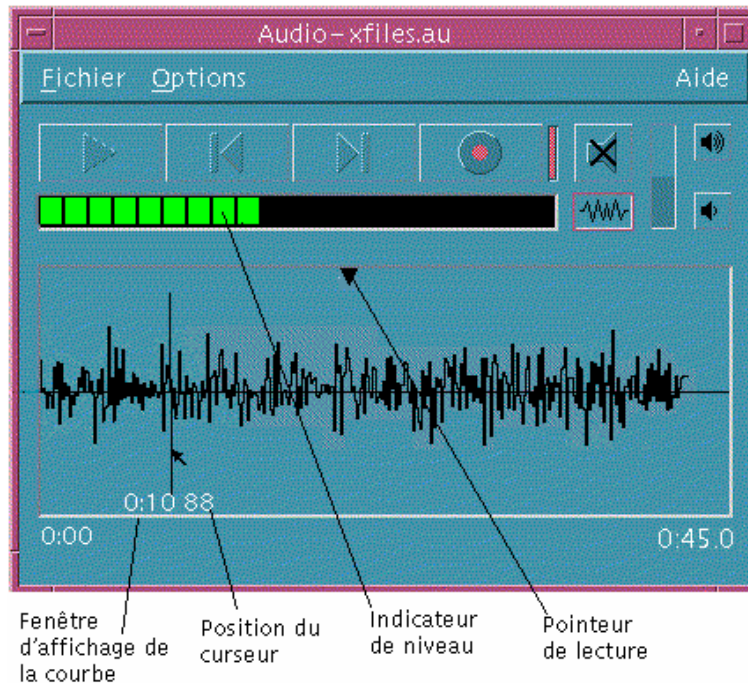 Audio-xfiles.au
Fichier Options Aide
0:10 88
0:00 0:45.0
Fenêtre
d'affichage de
la courbe
Position du
curseur
Indicateur
de niveau
Pointeur
de lecture